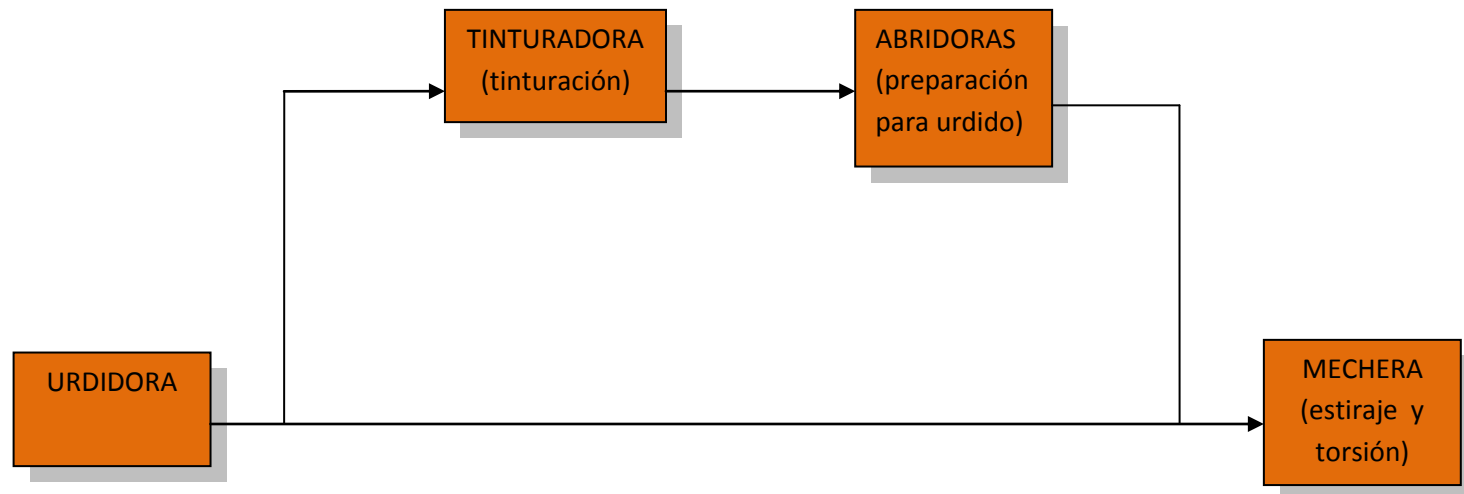 TINTURADORA
(tinturación)
ABRIDORAS
(preparación
para urdido)
URDIDORA
MECHERA
(estiraje y
torsión)